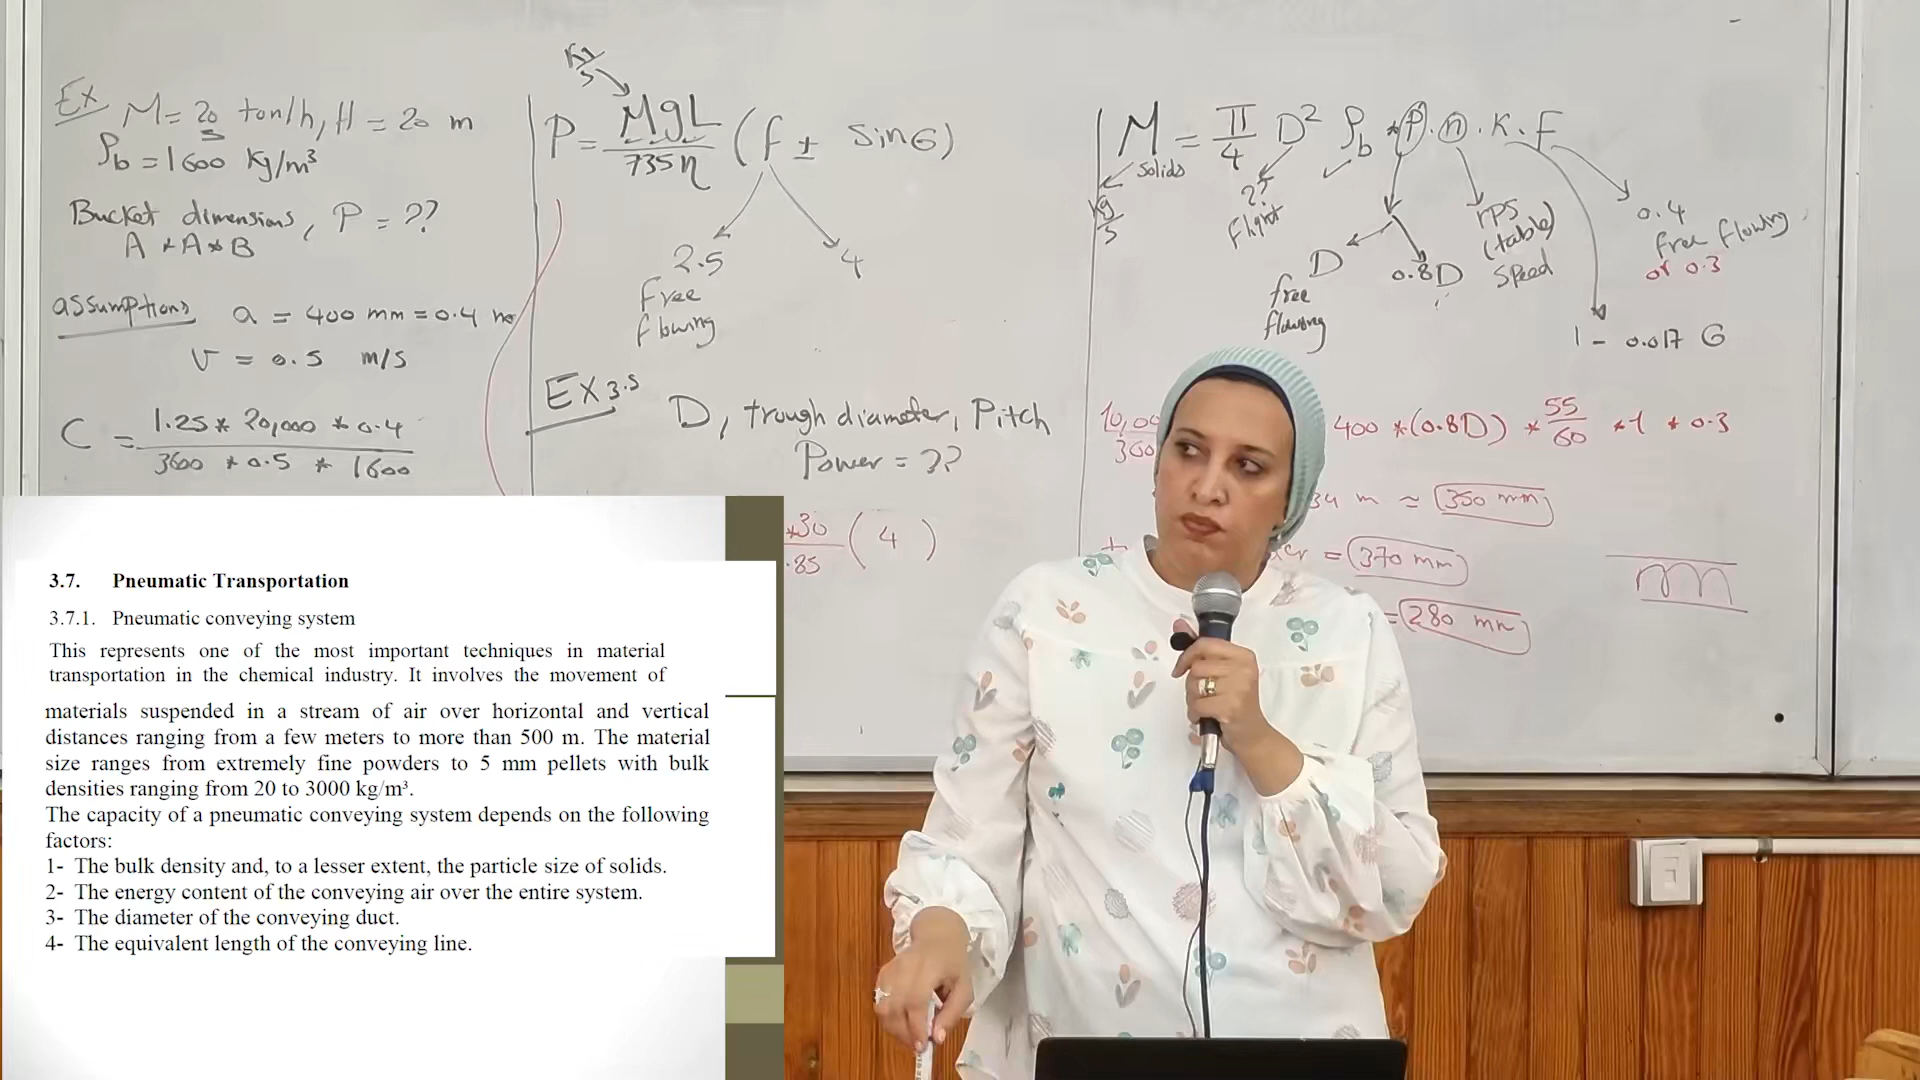 Ex M = 20 ton/h, H = 20 m
ρb = 1600 kg/m³
Bucket dimensions, P = ??
A * A * B
assumptions a = 400 mm = 0.4 m
v = 0.5 m/s
C = 1.25 * 20,000 * 0.4
3600 * 0.5 * 1600
kg/s
P = MgL / 735η (f ± Sinθ)
2.5 4
free
flowing
EX 3.5
D, trough diameter, Pitch
Power = ??
*30 ( 4 )
.85
M = π/4 D² ρb * P . n . K . F
solids
kg/s
??
flight
D 0.8D
free
flowing
rps
(table)
speed
0.4
free flowing
or 0.3
1 - 0.017 θ
10,00 400 * (0.8D) * 55/60 * 1 * 0.3
360
34 m ≈ 350 mm
= 370 mm
= 280 mm
3.7. Pneumatic Transportation
3.7.1. Pneumatic conveying system
This represents one of the most important techniques in material
transportation in the chemical industry. It involves the movement of
materials suspended in a stream of air over horizontal and vertical
distances ranging from a few meters to more than 500 m. The material
size ranges from extremely fine powders to 5 mm pellets with bulk
densities ranging from 20 to 3000 kg/m³.
The capacity of a pneumatic conveying system depends on the following
factors:
1- The bulk density and, to a lesser extent, the particle size of solids.
2- The energy content of the conveying air over the entire system.
3- The diameter of the conveying duct.
4- The equivalent length of the conveying line.